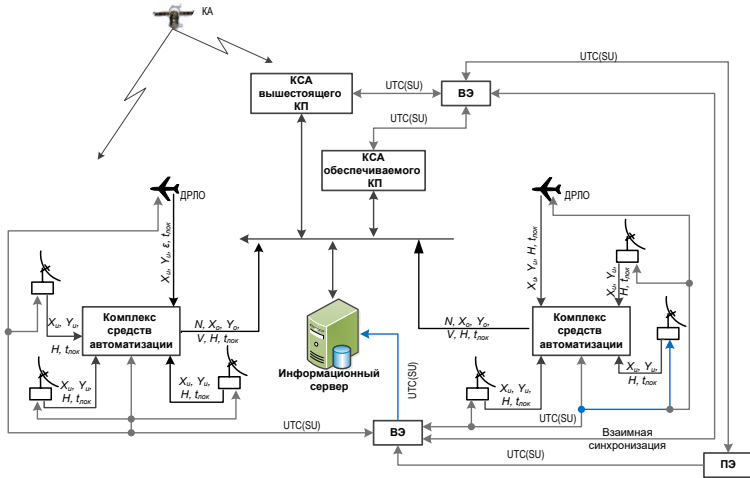 КА
КСА
вышестоящего
КП
UTC(SU)
ВЭ
UTC(SU)
UTC(SU)
КСА
обеспечиваемого
КП
ДРЛО
Xц, Yц, ε, tлок
Xц, Yц,
H, tлок
Комплекс
средств
автоматизации
N, Xо, Yо,
V, H, tлок
Xц, Yц,
H, tлок
Xц, Yц,
H, tлок
Информационный
сервер
UTC(SU)
N, Xо, Yо,
V, H, tлок
ДРЛО
Xц, Yц, H, tлок
Xц, Yц,
H, tлок
Комплекс
средств
автоматизации
Xц, Yц,
H, tлок
Xц, Yц,
H, tлок
UTC(SU)
ВЭ
UTC(SU)
Взаимная
синхронизация
UTC(SU)
ПЭ